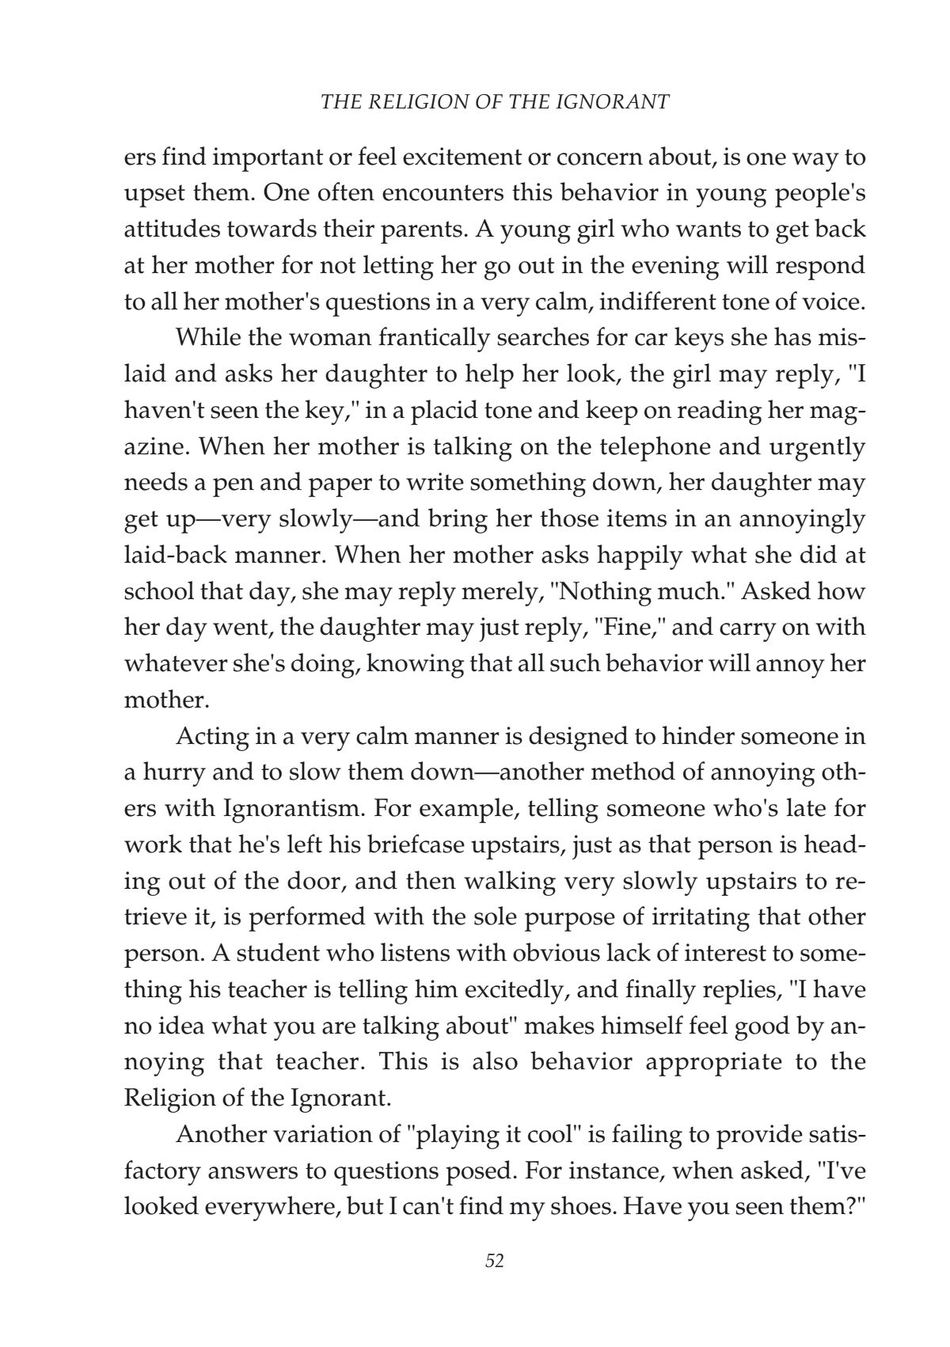 THE RELIGION OF THE IGNORANT
ers find important or feel excitement or concern about, is one way to
upset them. One often encounters this behavior in young people's
attitudes towards their parents. A young girl who wants to get back
at her mother for not letting her go out in the evening will respond
to all her mother's questions in a very calm, indifferent tone of voice.
While the woman frantically searches for car keys she has mis-
laid and asks her daughter to help her look, the girl may reply, "I
haven't seen the key," in a placid tone and keep on reading her mag-
azine. When her mother is talking on the telephone and urgently
needs a pen and paper to write something down, her daughter may
get up—very slowly—and bring her those items in an annoyingly
laid-back manner. When her mother asks happily what she did at
school that day, she may reply merely, "Nothing much." Asked how
her day went, the daughter may just reply, "Fine," and carry on with
whatever she's doing, knowing that all such behavior will annoy her
mother.
Acting in a very calm manner is designed to hinder someone in
a hurry and to slow them down—another method of annoying oth-
ers with Ignorantism. For example, telling someone who's late for
work that he's left his briefcase upstairs, just as that person is head-
ing out of the door, and then walking very slowly upstairs to re-
trieve it, is performed with the sole purpose of irritating that other
person. A student who listens with obvious lack of interest to some-
thing his teacher is telling him excitedly, and finally replies, "I have
no idea what you are talking about" makes himself feel good by an-
noying that teacher. This is also behavior appropriate to the
Religion of the Ignorant.
Another variation of "playing it cool" is failing to provide satis-
factory answers to questions posed. For instance, when asked, "I've
looked everywhere, but I can't find my shoes. Have you seen them?"
52